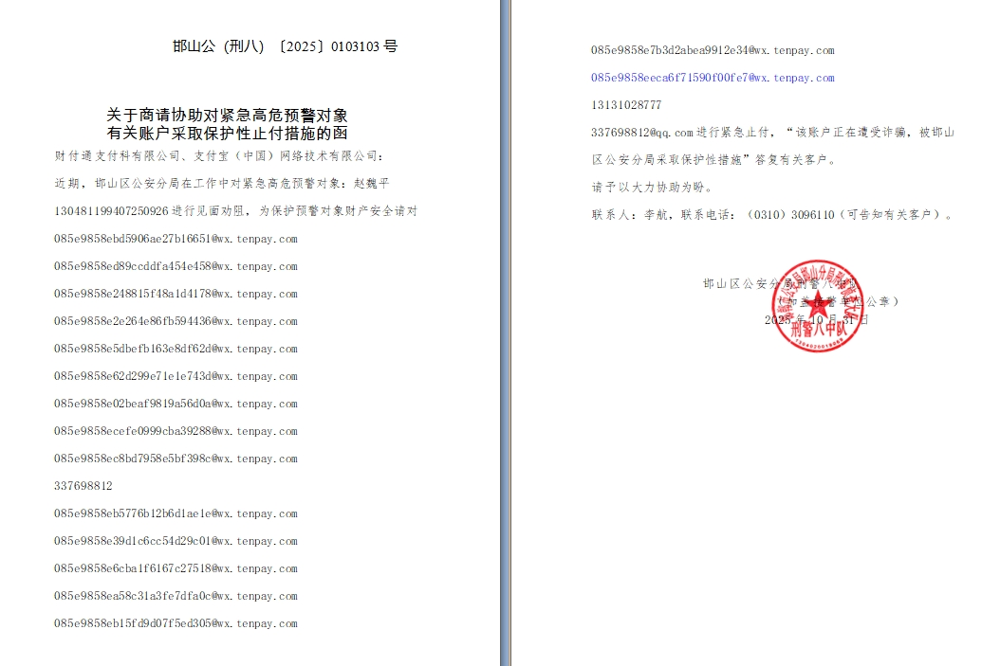 邯山公（刑八）〔2025〕0103103 号
关于商请协助对紧急高危预警对象
有关账户采取保护性止付措施的函
财付通支付科有限公司、支付宝（中国）网络技术有限公司：
近期，邯山区公安分局在工作中对紧急高危预警对象：赵魏平
130481199407250926 进行见面劝阻，为保护预警对象财产安全请对
085e9858ebd5906ae27b16651@wx.tenpay.com
085e9858ed89ccddfa454e458@wx.tenpay.com
085e9858e248815f48a1d4178@wx.tenpay.com
085e9858e2e264e86fb594436@wx.tenpay.com
085e9858e5dbefb163e8df62d@wx.tenpay.com
085e9858e62d299e71e1e743d@wx.tenpay.com
085e9858e02beaf9819a56d0a@wx.tenpay.com
085e9858ecefe0999cba39288@wx.tenpay.com
085e9858ec8bd7958e5bf398c@wx.tenpay.com
337698812
085e9858eb5776b12b6d1ae1e@wx.tenpay.com
085e9858e39d1c6cc54d29c01@wx.tenpay.com
085e9858e6cba1f6167c27518@wx.tenpay.com
085e9858ea58c31a3fe7dfa0c@wx.tenpay.com
085e9858eb15fd9d07f5ed305@wx.tenpay.com
085e9858e7b3d2abea9912e34@wx.tenpay.com
085e9858eeca6f71590f00fe7@wx.tenpay.com
13131028777
337698812@qq.com 进行紧急止付，“该账户正在遭受诈骗，被邯山
区公安分局采取保护性措施”答复有关客户。
请予以大力协助为盼。
联系人：李航，联系电话：（0310）3096110（可告知有关客户）。
邯山区公安分局刑警八中队
（加盖接警单位公章）
2025 年 10 月 31 日
刑警八中队